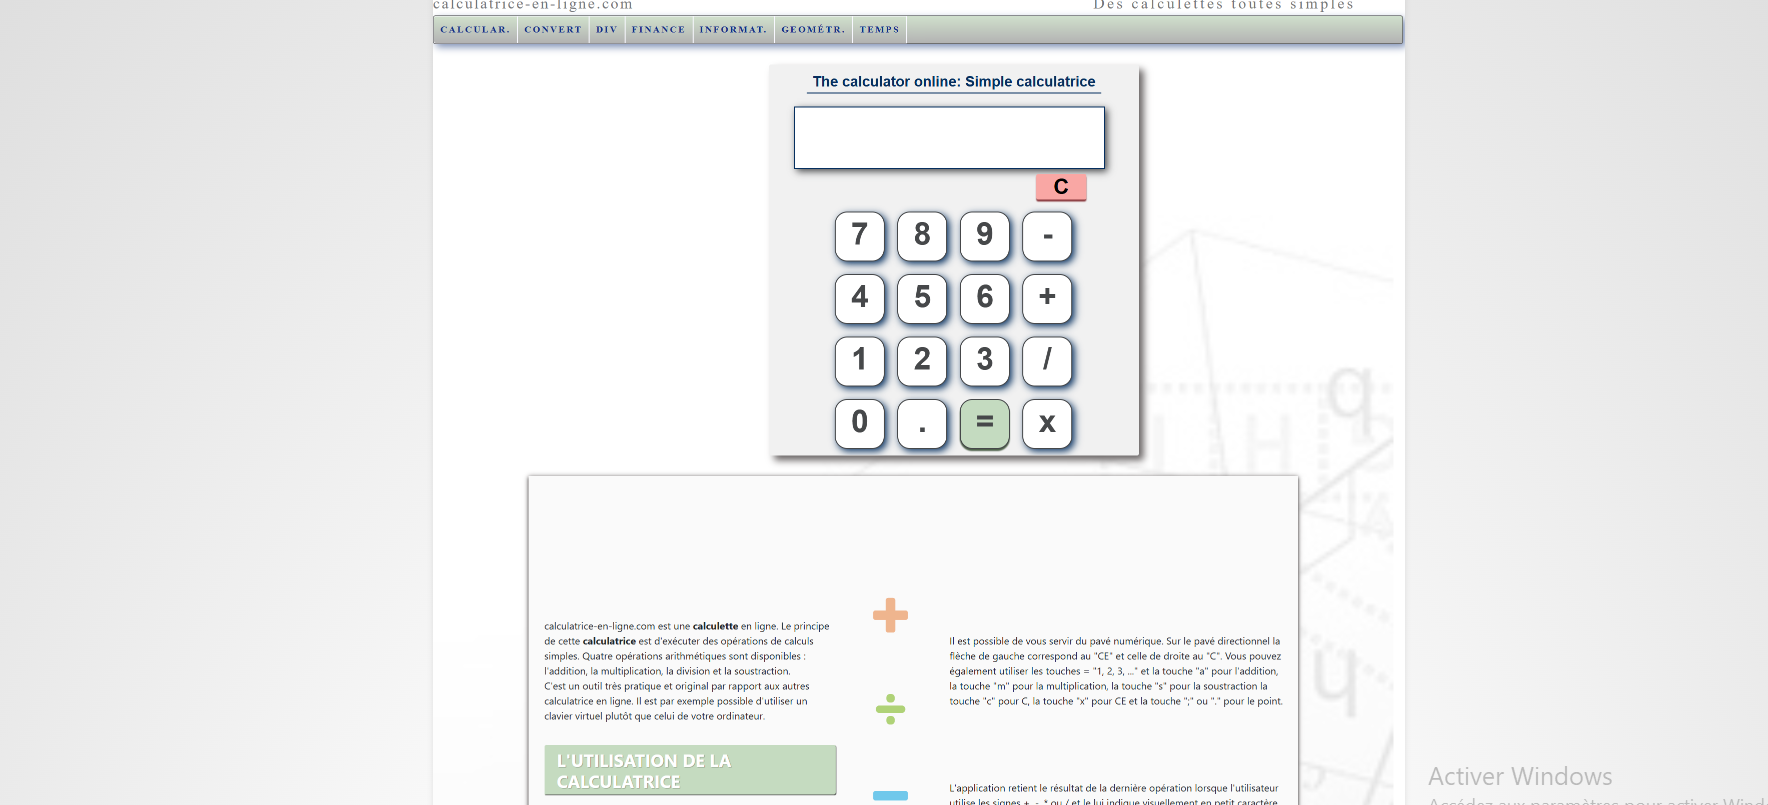 calculatrice-en-ligne.com
Des calculettes toutes simples
CALCULAR. CONVERT DIV FINANCE INFORMAT. GEOMÉTR. TEMPS
The calculator online: Simple calculatrice
C
7 8 9 -
4 5 6 +
1 2 3 /
0 . = x
calculatrice-en-ligne.com est une calculette en ligne. Le principe
de cette calculatrice est d'exécuter des opérations de calculs
simples. Quatre opérations arithmétiques sont disponibles :
l'addition, la multiplication, la division et la soustraction.
C'est un outil très pratique et original par rapport aux autres
calculatrice en ligne. Il est par exemple possible d'utiliser un
clavier virtuel plutôt que celui de votre ordinateur.
L'UTILISATION DE LA
CALCULATRICE
Il est possible de vous servir du pavé numérique. Sur le pavé directionnel la
flèche de gauche correspond au "CE" et celle de droite au "C". Vous pouvez
également utiliser les touches = "1, 2, 3, ..." et la touche "a" pour l'addition,
la touche "m" pour la multiplication, la touche "s" pour la soustraction la
touche "c" pour C, la touche "x" pour CE et la touche ";" ou "." pour le point.
L'application retient le résultat de la dernière opération lorsque l'utilisateur
utilise les signes + , - , * ou / et le lui indique visuellement en petit caractère
Activer Windows
Accédez aux paramètres pour activer Wind